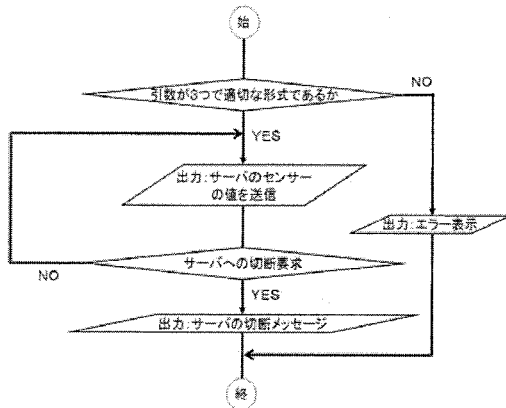 始
引数が3つで適切な形式であるか
NO
YES
出力:サーバのセンサー
の値を送信
出力:エラー表示
サーバへの切断要求
NO
YES
出力:サーバの切断メッセージ
終